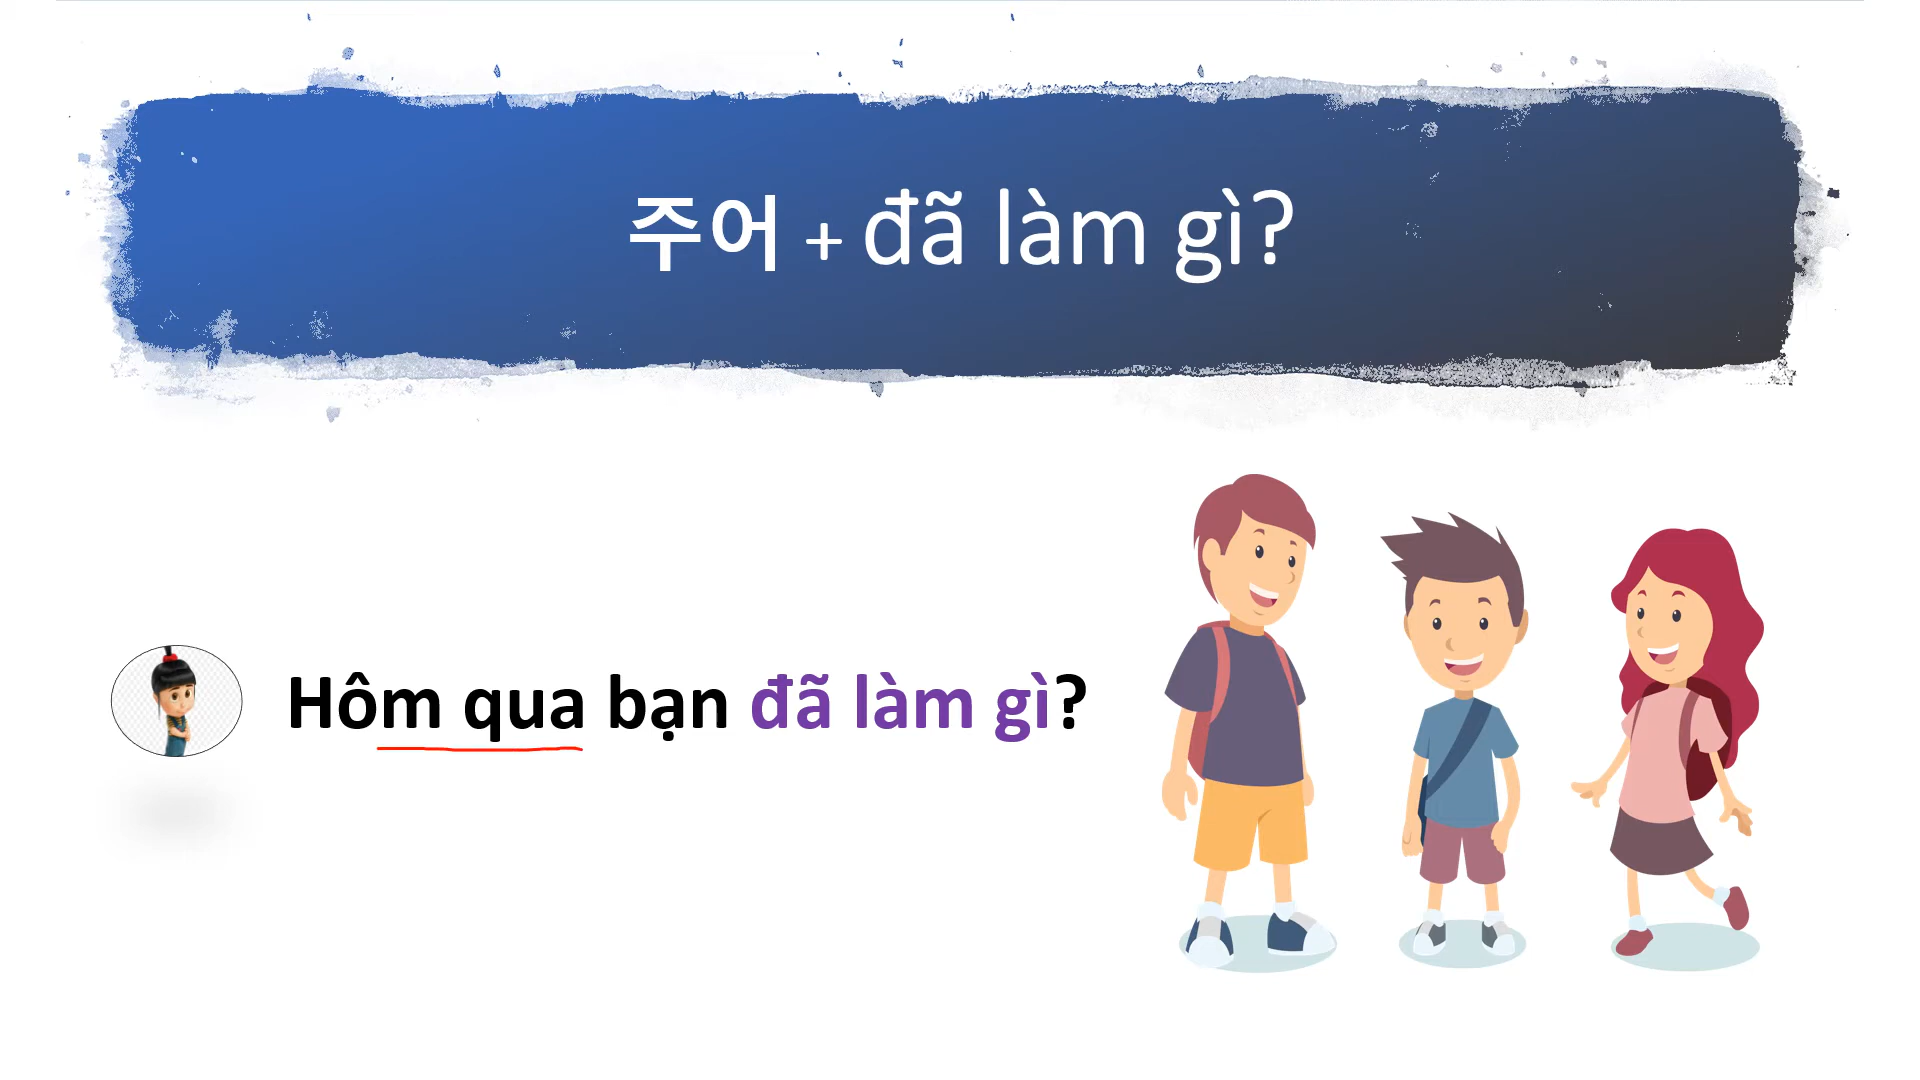 주어 + đã làm gì?
Hôm qua bạn đã làm gì?